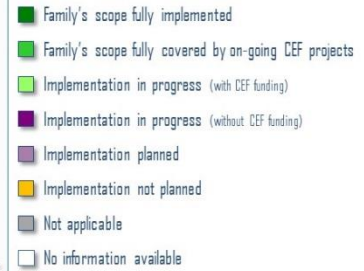 Family's scope fully implemented
Family's scope fully covered by on-going CEF projects
Implementation in progress (with CEF funding)
Implementation in progress (without CEF funding)
Implementation planned
Implementation not planned
Not applicable
No information available